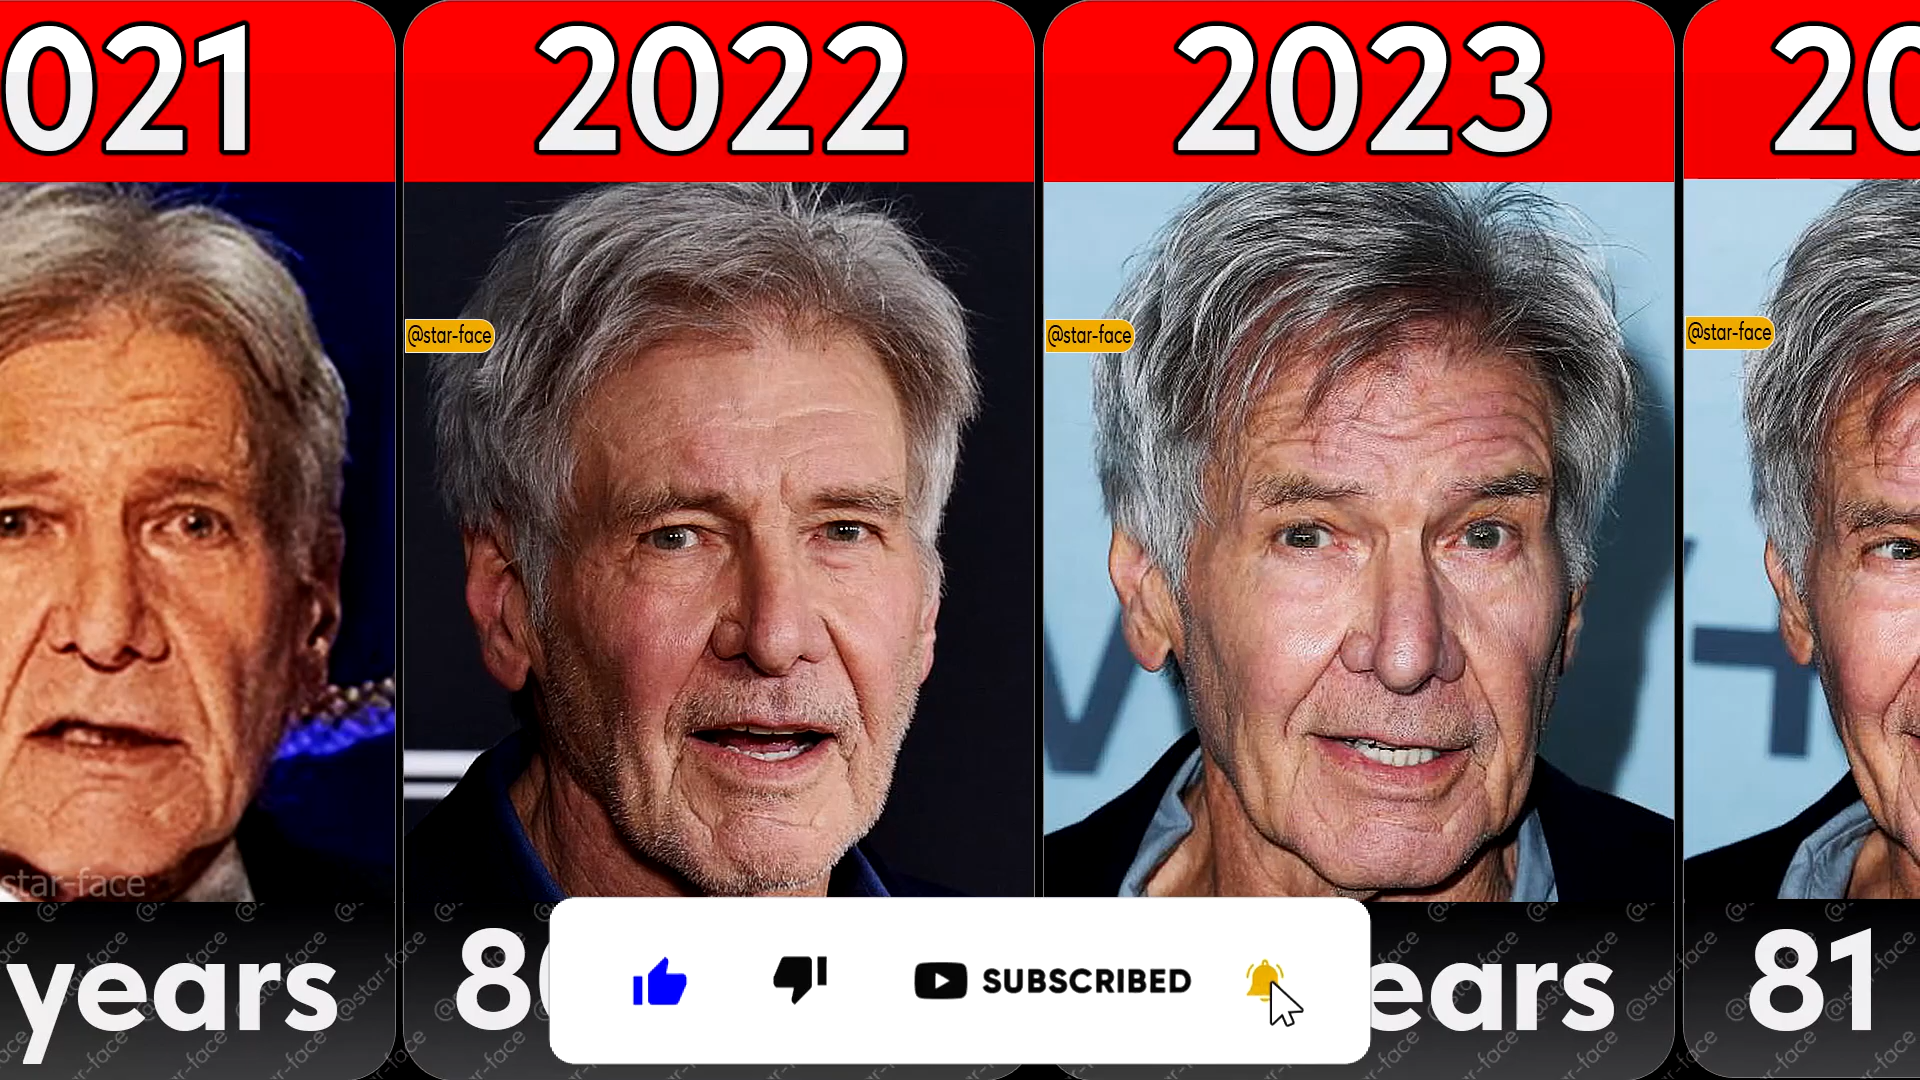 021
2022
2023
20
@star-face
@star-face
@star-face
star-face
years
8
ears
81
SUBSCRIBED